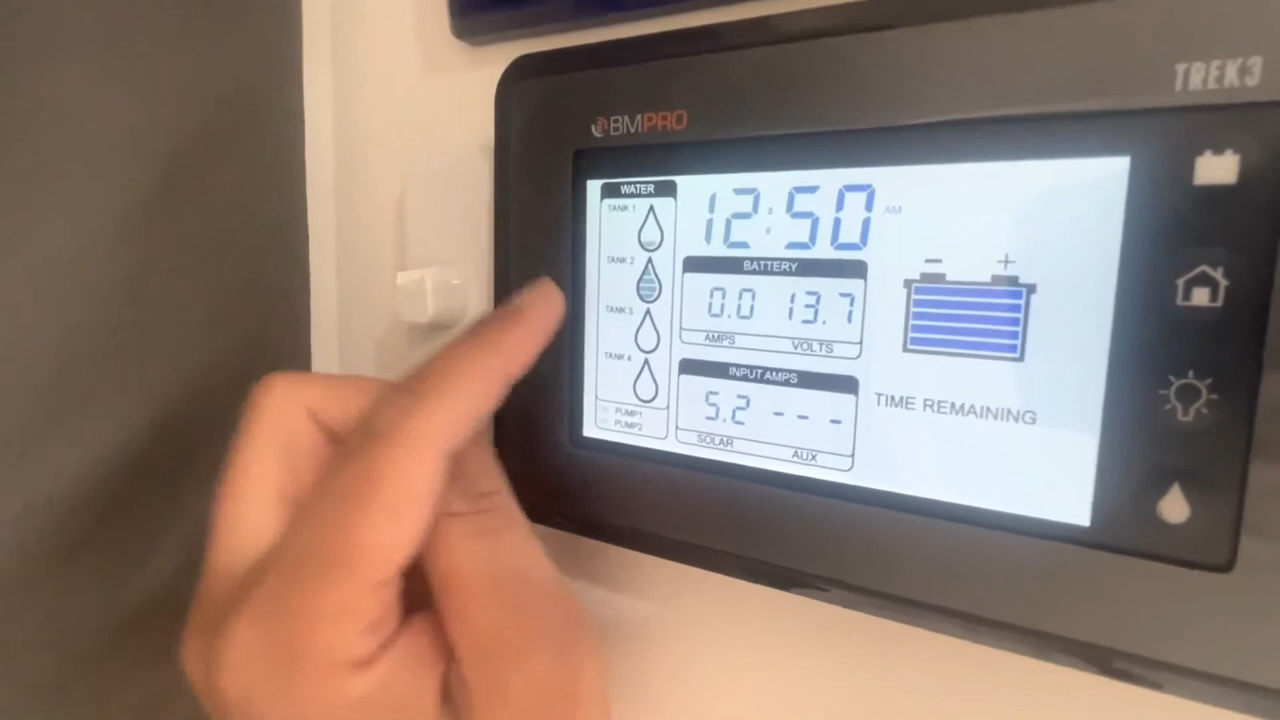 TREK3
BMPRO
WATER
TANK 1
TANK 2
TANK 3
TANK 4
PUMP1
PUMP2
12:50 AM
BATTERY
0.0 13.7
AMPS VOLTS
INPUT AMPS
5.2 ---
SOLAR AUX
- +
TIME REMAINING